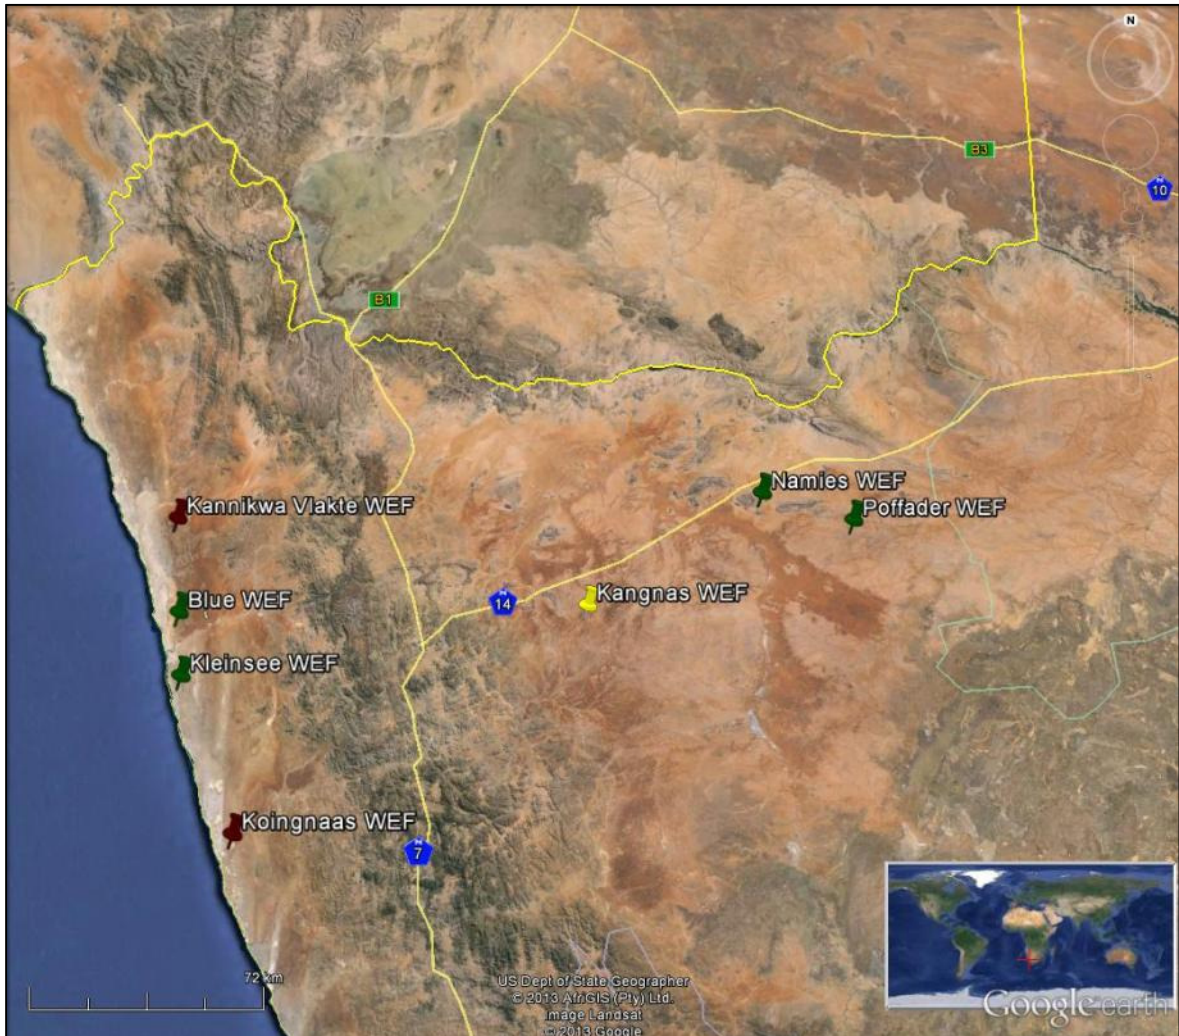 N
B3
N
10
B1
Namies WEF
Kannikwa Vlakte WEF
Poffader WEF
Kangnas WEF
Blue WEF
N
14
Kleinsee WEF
Koingnaas WEF
N
7
72 km
US Dept of State Geographer
© 2013 AfriGIS (Pty) Ltd.
Image Landsat
© 2013 Google
Google earth